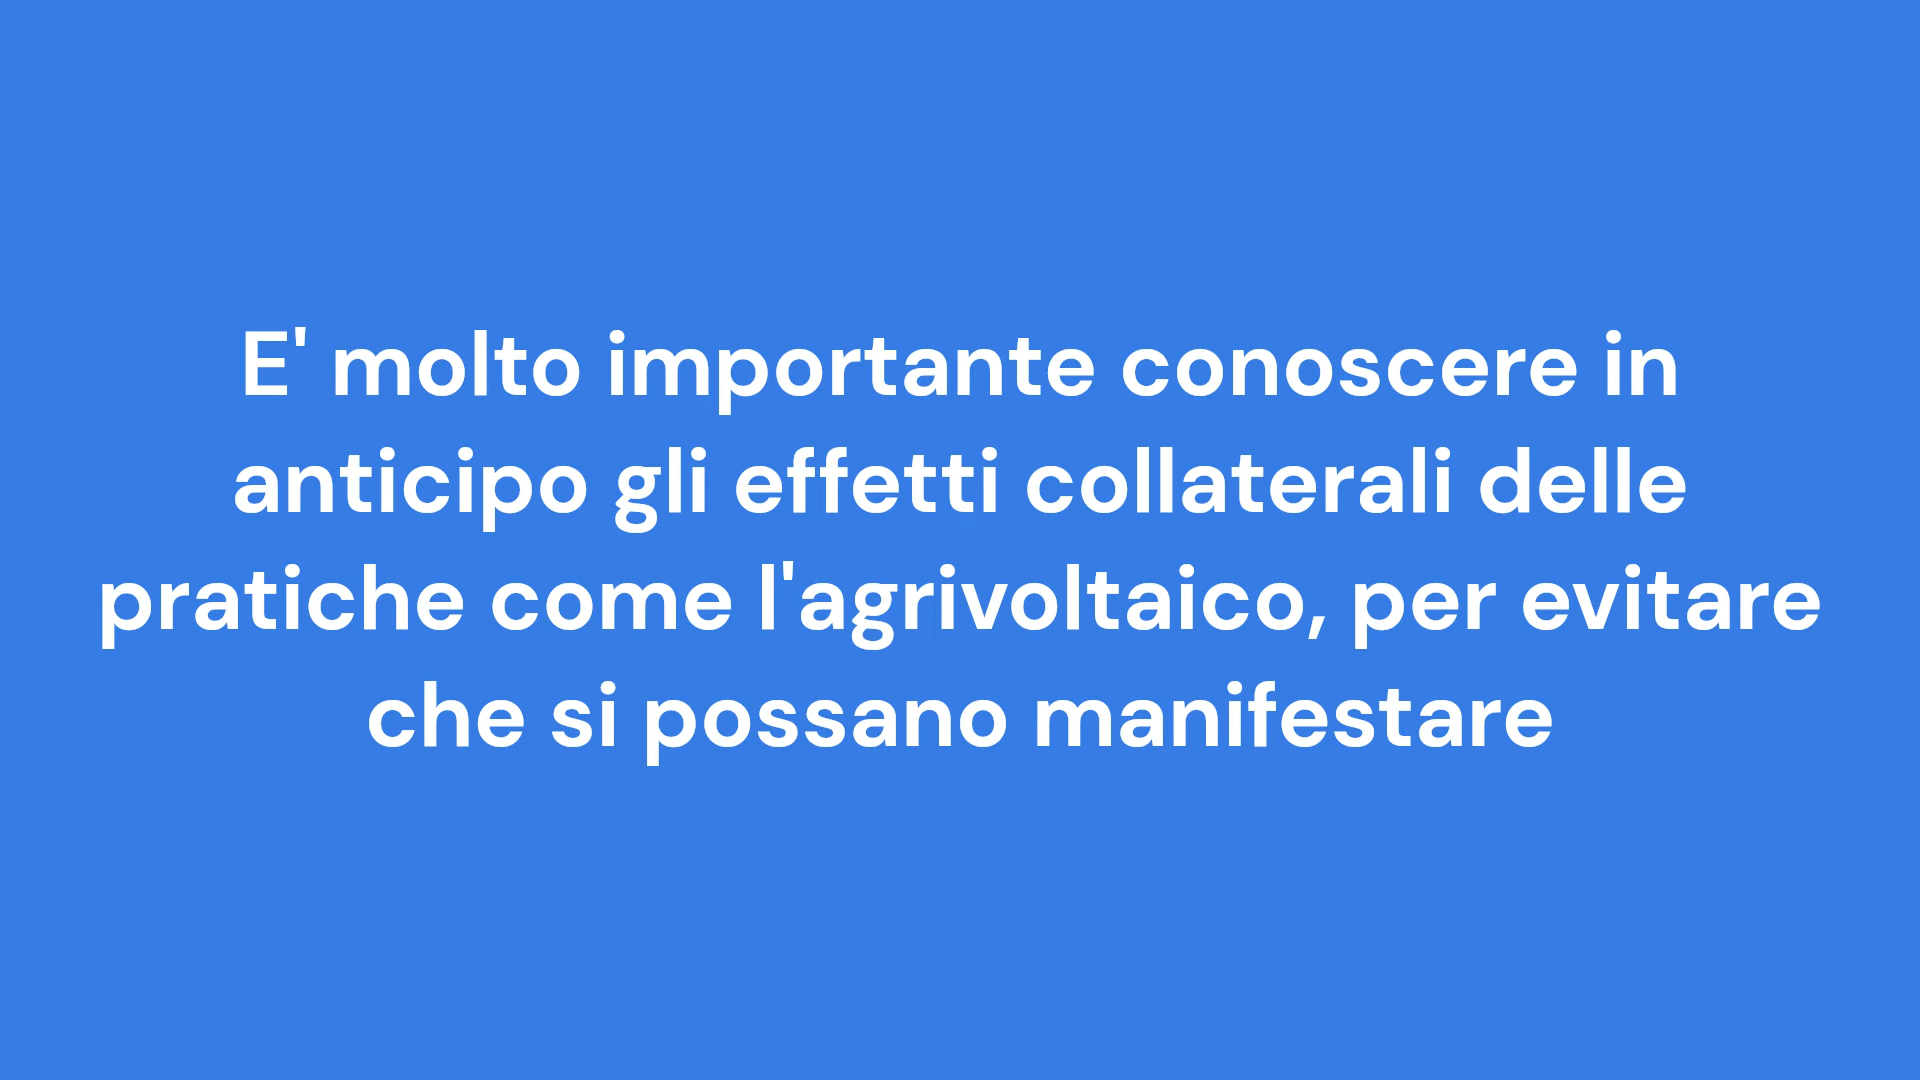 E' molto importante conoscere in
anticipo gli effetti collaterali delle
pratiche come l'agrivoltaico, per evitare
che si possano manifestare